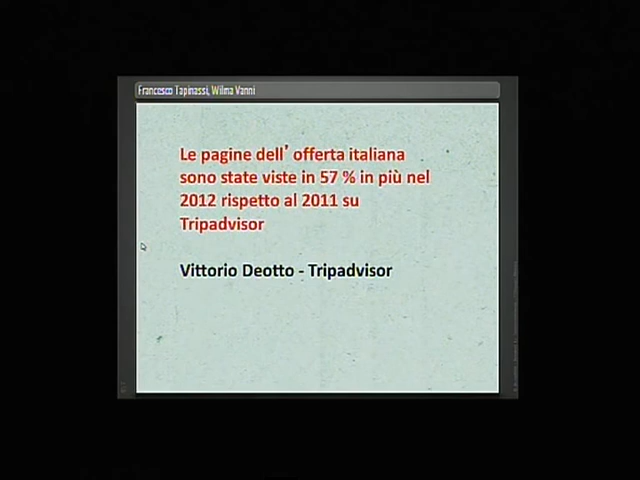 Francesco Tapinassi, Wilma Vanni
Le pagine dell’ offerta italiana
sono state viste in 57 % in più nel
2012 rispetto al 2011 su
Tripadvisor
Vittorio Deotto - Tripadvisor